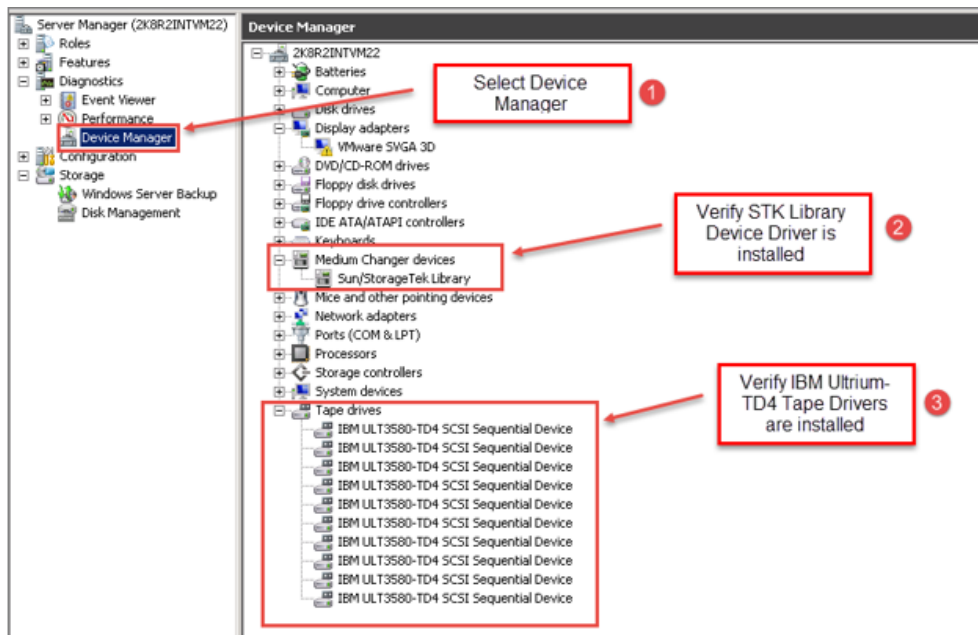 Server Manager (2K8R2INTVM22)
Roles
Features
Diagnostics
Event Viewer
Performance
Device Manager
Configuration
Storage
Windows Server Backup
Disk Management
Device Manager
2K8R2INTVM22
Batteries
Computer
Disk drives
Display adapters
VMware SVGA 3D
DVD/CD-ROM drives
Floppy disk drives
Floppy drive controllers
IDE ATA/ATAPI controllers
Keyboards
Medium Changer devices
Sun/StorageTek Library
Mice and other pointing devices
Network adapters
Ports (COM & LPT)
Processors
Storage controllers
System devices
Tape drives
IBM ULT3580-TD4 SCSI Sequential Device
IBM ULT3580-TD4 SCSI Sequential Device
IBM ULT3580-TD4 SCSI Sequential Device
IBM ULT3580-TD4 SCSI Sequential Device
IBM ULT3580-TD4 SCSI Sequential Device
IBM ULT3580-TD4 SCSI Sequential Device
IBM ULT3580-TD4 SCSI Sequential Device
IBM ULT3580-TD4 SCSI Sequential Device
IBM ULT3580-TD4 SCSI Sequential Device
IBM ULT3580-TD4 SCSI Sequential Device
Select Device
Manager
1
Verify STK Library
Device Driver is
installed
2
Verify IBM Ultrium-
TD4 Tape Drivers
are installed
3